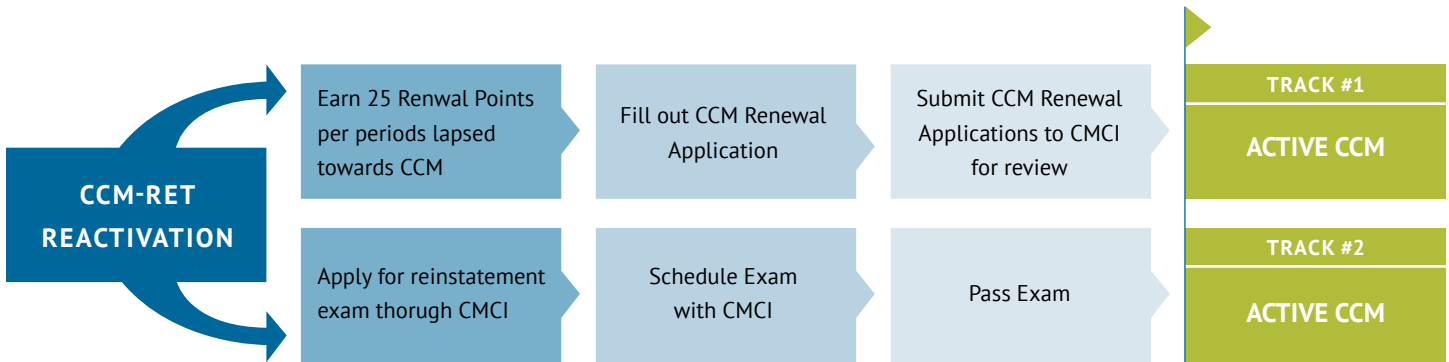 CCM-RET
REACTIVATION
Earn 25 Renwal Points
per periods lapsed
towards CCM
Fill out CCM Renewal
Application
Submit CCM Renewal
Applications to CMCI
for review
TRACK #1
ACTIVE CCM
Apply for reinstatement
exam thorugh CMCI
Schedule Exam
with CMCI
Pass Exam
TRACK #2
ACTIVE CCM